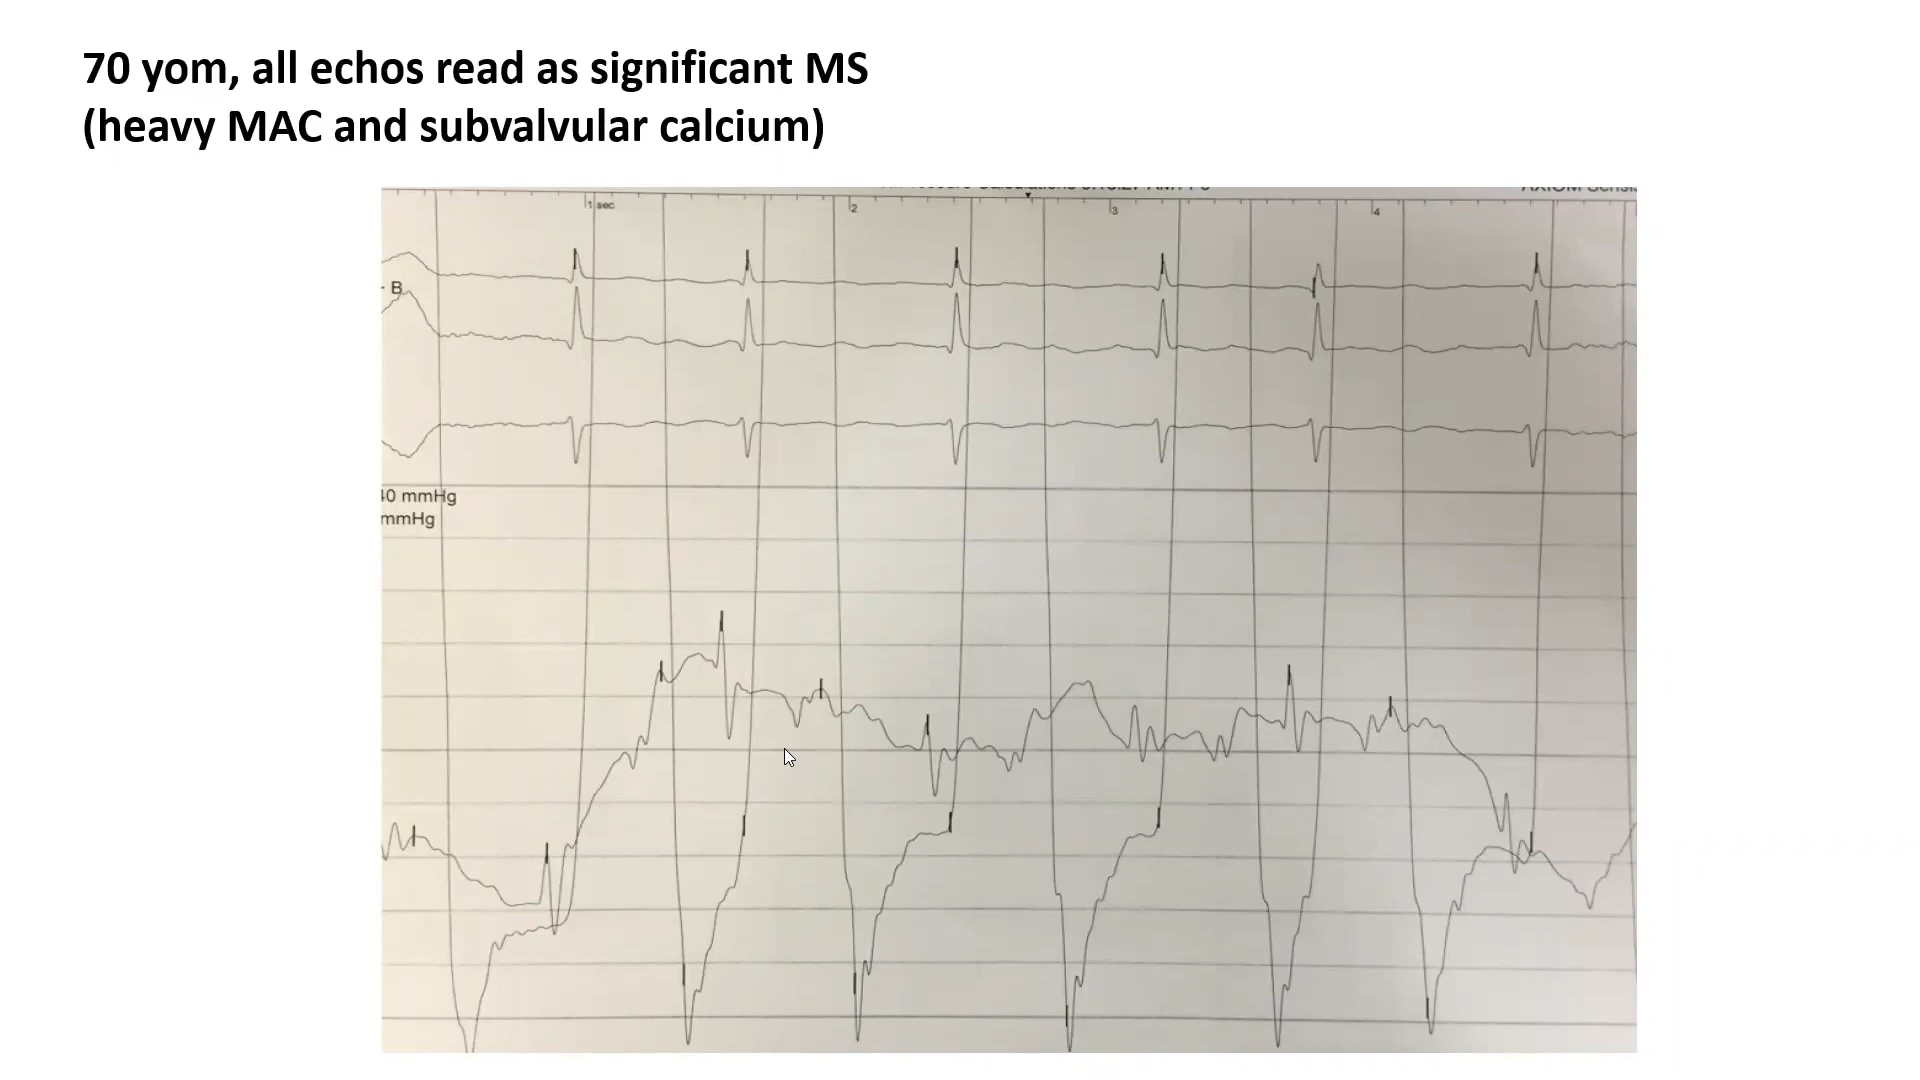 70 yom, all echos read as significant MS
(heavy MAC and subvalvular calcium)
1 sec
2
3
4
- B
40 mmHg
mmHg